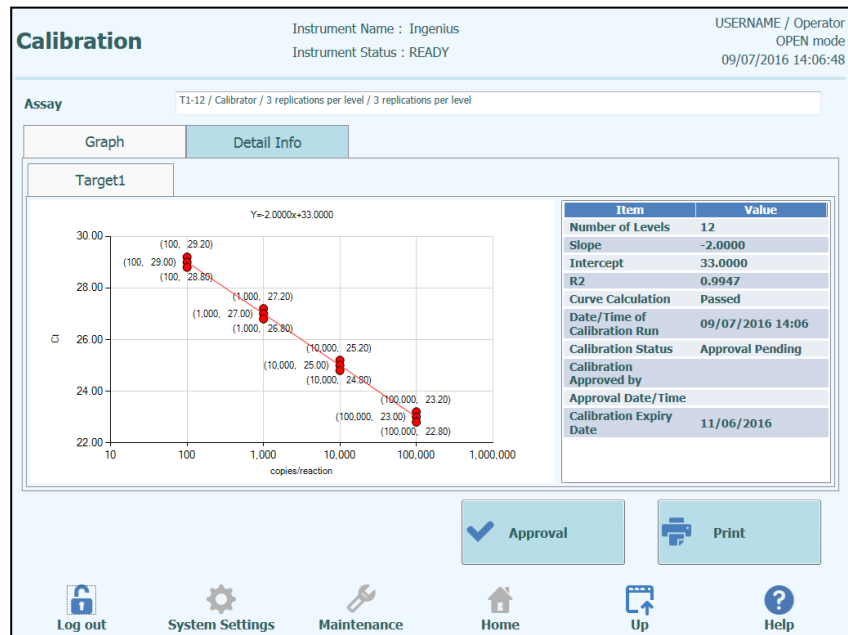 Calibration
Instrument Name : Ingenius
Instrument Status : READY
USERNAME / Operator
OPEN mode
09/07/2016 14:06:48
Assay
T1-12 / Calibrator / 3 replications per level / 3 replications per level
Graph
Detail Info
Target1
Y=-2.0000x+33.0000
30.00
28.00
26.00
24.00
22.00
Ct
(100, 29.20)
(100, 29.00)
(100, 28.80)
(1,000, 27.20)
(1,000, 27.00)
(1,000, 26.80)
(10,000, 25.20)
(10,000, 25.00)
(10,000, 24.80)
(100,000, 23.20)
(100,000, 23.00)
(100,000, 22.80)
10
100
1,000
10,000
100,000
1,000,000
copies/reaction
Item Value
Number of Levels 12
Slope -2.0000
Intercept 33.0000
R2 0.9947
Curve Calculation Passed
Date/Time of
Calibration Run 09/07/2016 14:06
Calibration Status Approval Pending
Calibration
Approved by
Approval Date/Time
Calibration Expiry
Date 11/06/2016
Approval
Print
Log out
System Settings
Maintenance
Home
Up
? Help